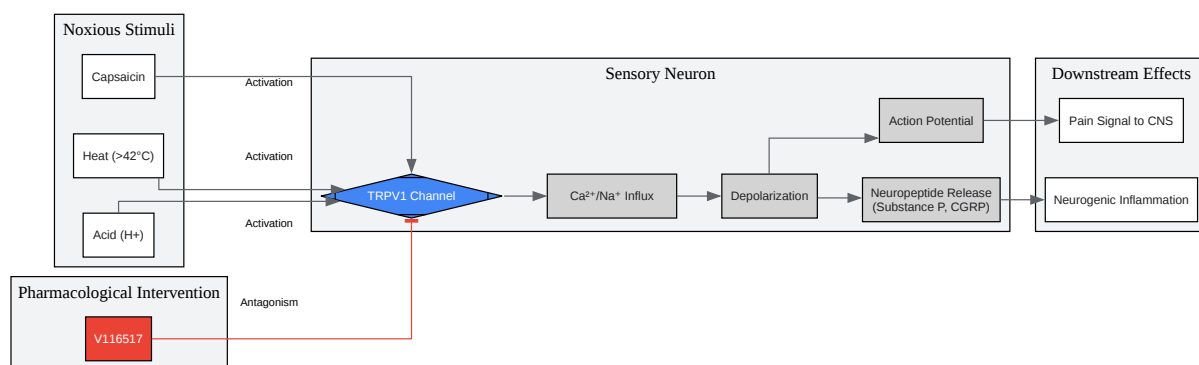 Noxious Stimuli
Capsaicin
Heat (>42°C)
Acid (H+)
Activation
Activation
Activation
Pharmacological Intervention
V116517
Antagonism
Sensory Neuron
TRPV1 Channel
Ca²⁺/Na⁺ Influx
Depolarization
Action Potential
Neuropeptide Release
(Substance P, CGRP)
Downstream Effects
Pain Signal to CNS
Neurogenic Inflammation